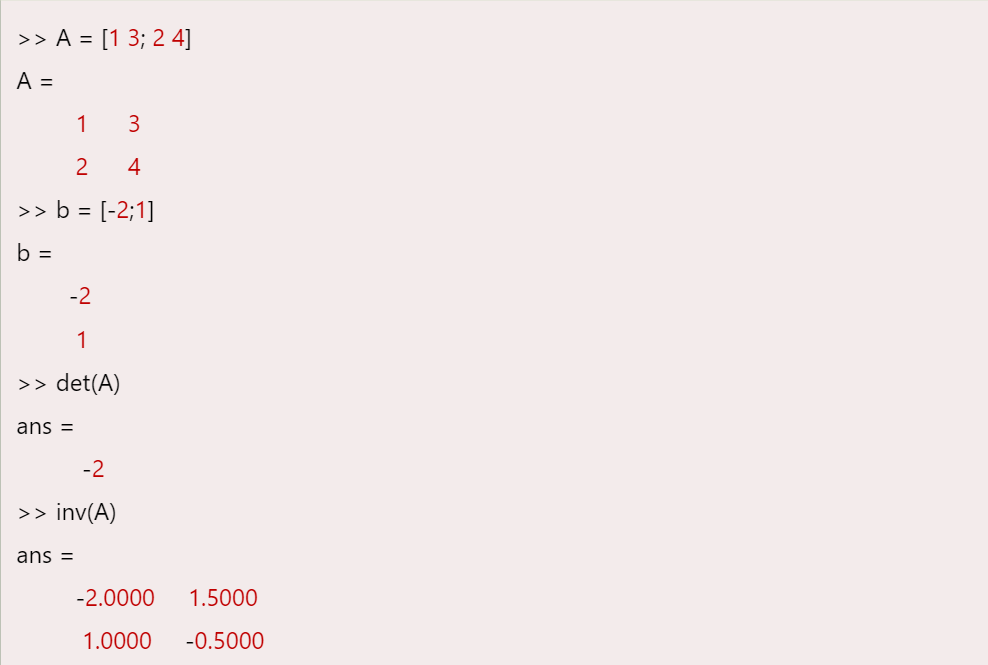 >> A = [1 3; 2 4]
A =
1 3
2 4
>> b = [-2;1]
b =
-2
1
>> det(A)
ans =
-2
>> inv(A)
ans =
-2.0000 1.5000
1.0000 -0.5000